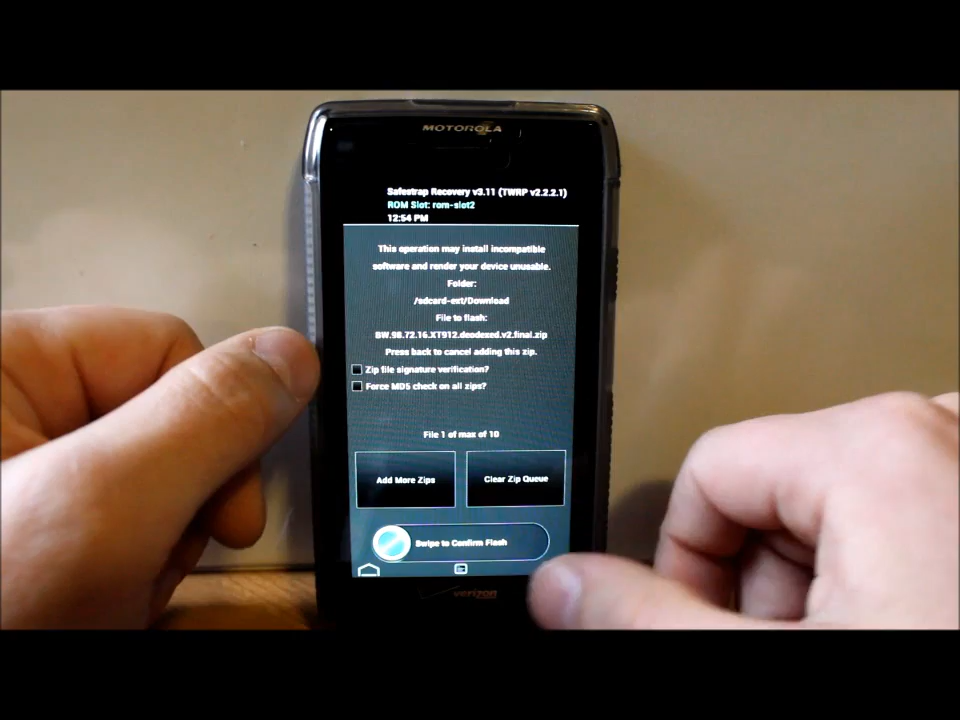 MOTOROLA
Safestrap Recovery v3.11 (TWRP v2.2.2.1)
ROM Slot: rom-slot2
12:54 PM
This operation may install incompatible
software and render your device unusable.
Folder:
/sdcard-ext/Download
File to flash:
BW.98.72.16.XT912.deodexed.v2.final.zip
Press back to cancel adding this zip.
Zip file signature verification?
Force MD5 check on all zips?
File 1 of max of 10
Add More Zips
Clear Zip Queue
Swipe to Confirm Flash
verizon